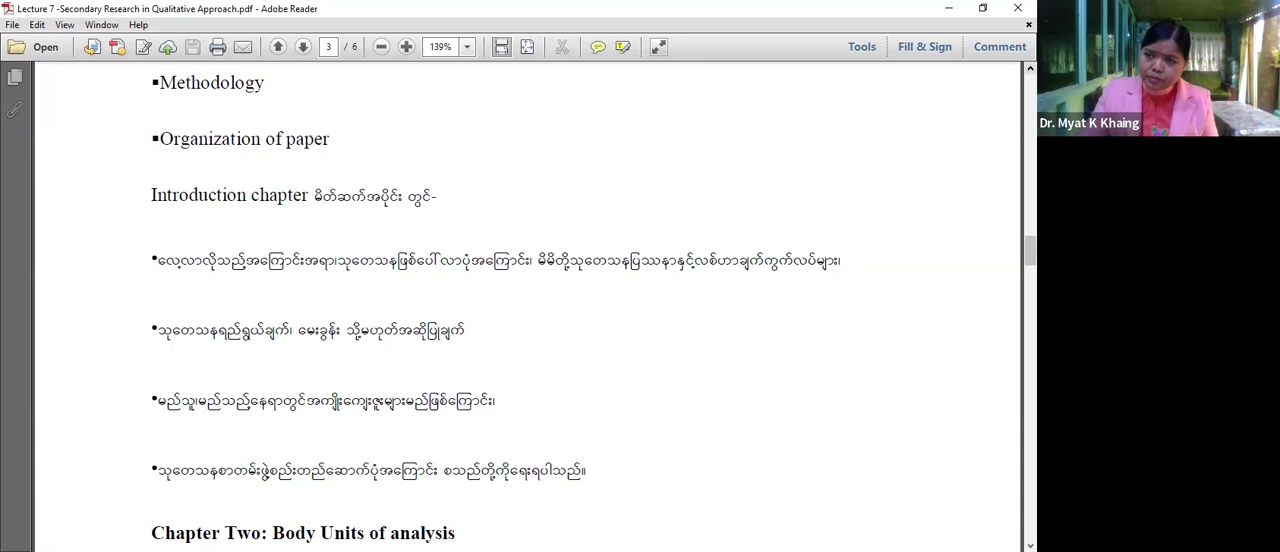 Lecture 7 -Secondary Research in Qualitative Approach.pdf - Adobe Reader
File Edit View Window Help
Open 3 / 6 139% Tools Fill & Sign Comment
Dr. Myat K Khaing
▪Methodology
▪Organization of paper
Introduction chapter မိတ်ဆက်အပိုင်း တွင်-
•လေ့လာလိုသည့်အကြောင်းအရာ၊သုတေသနဖြစ်ပေါ်လာပုံအကြောင်း၊ မိမိတို့သုတေသနပြဿနာနှင့်လစ်ဟာချက်ကွက်လပ်များ၊
•သုတေသနရည်ရွယ်ချက်၊ မေးခွန်း သို့မဟုတ်အဆိုပြုချက်
•မည်သူ၊မည်သည့်နေရာတွင်အကျိုးကျေးဇူးများမည်ဖြစ်ကြောင်း၊
•သုတေသနစာတမ်းဖွဲ့စည်းတည်ဆောက်ပုံအကြောင်း စသည်တို့ကိုရေးရပါသည်။
Chapter Two: Body Units of analysis